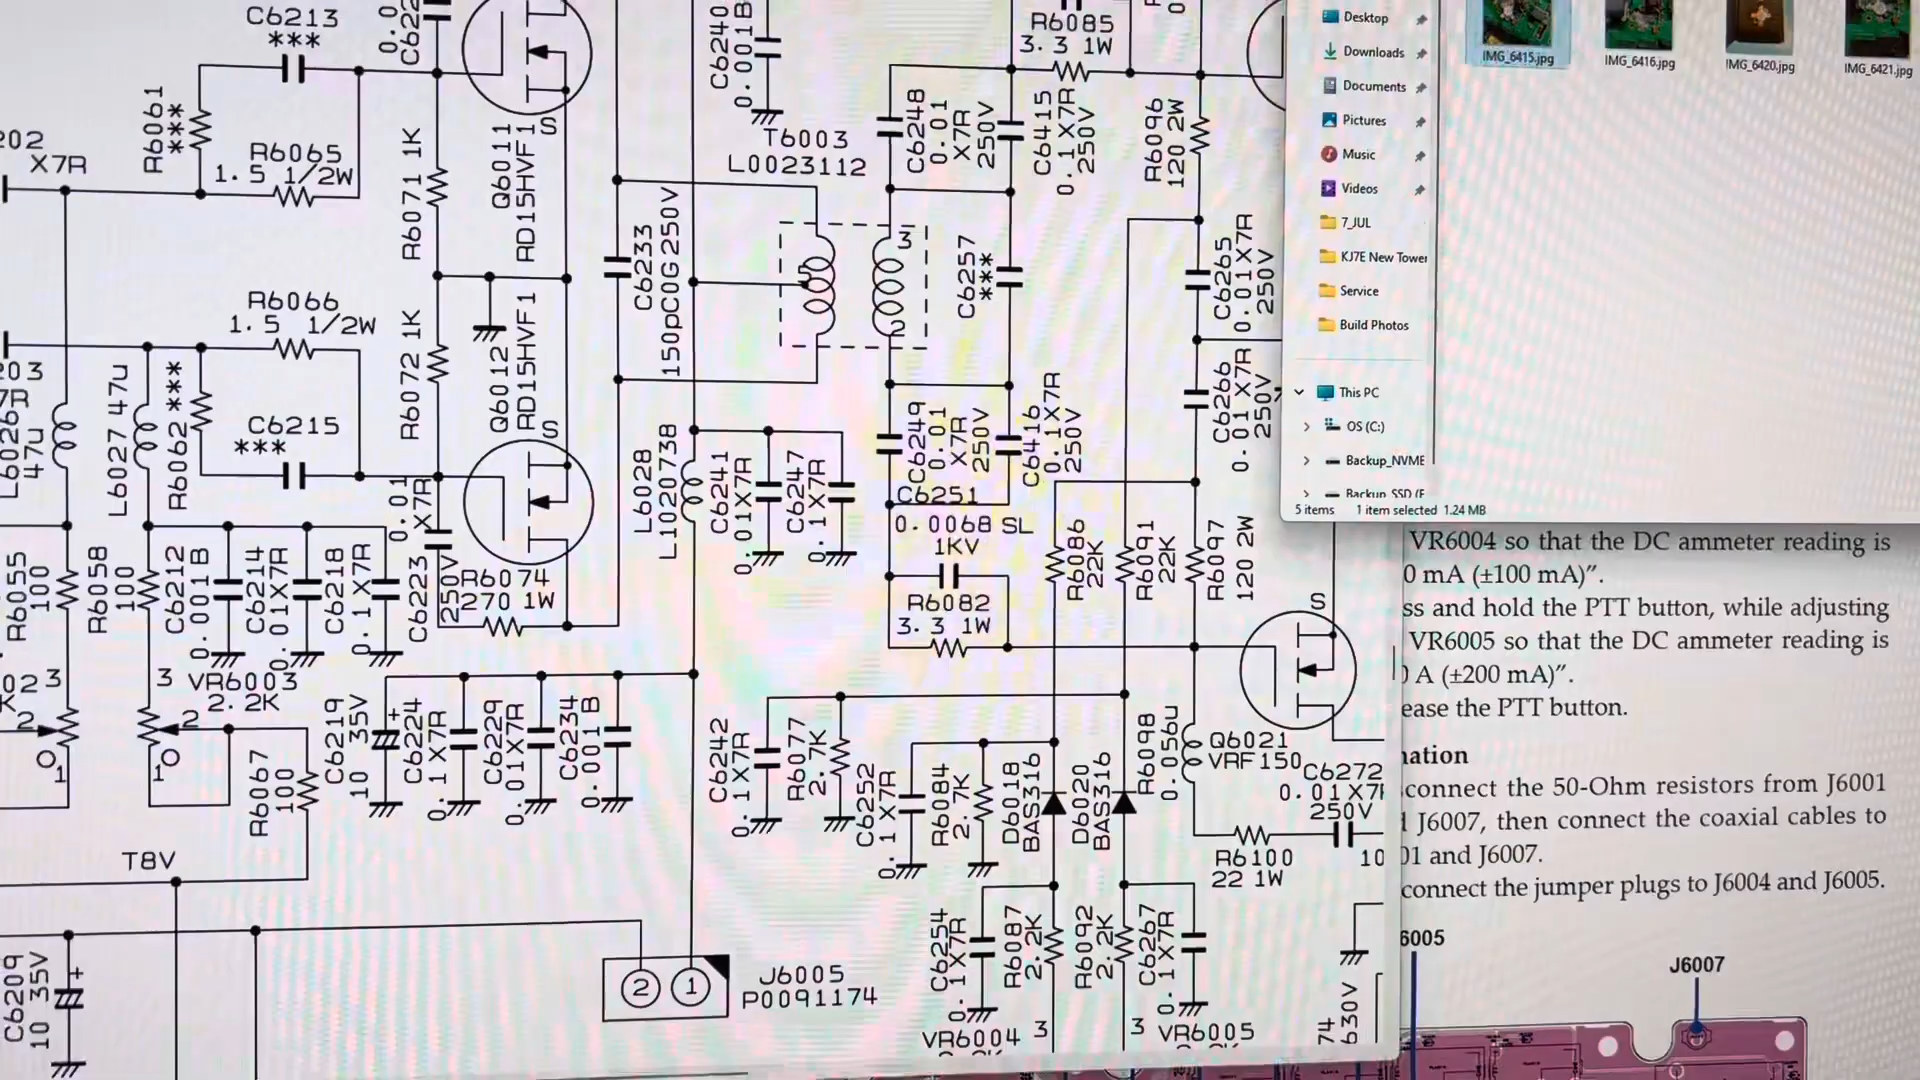 C6213
***
R6061
***
202
X7R
R6065
1.5 1/2W
R6071 1K
Q6011
RD15HVF1
S
C6240
0.001B
T6003
L0023112
C6233
150pC0G250V
R6085
3.3 1W
C6248
0.01
X7R
250V
C6415
0.1X7R
250V
R6096
120 2W
3
2
C6257
***
C6265
0.01X7R
250V
C6266
0.01X7R
250V
R6066
1.5 1/2W
R6072 1K
Q6012
RD15HVF1
S
L6026
47u
L6027 47u
R6062 ***
C6215
***
L6028
L1020738
C6241
.01X7R
C6247
0.1X7R
C6249
0.01
X7R
250V
C6416
0.1X7R
250V
C6251
0.0068 SL
1KV
R6082
3.3 1W
R6086
22K
R6091
22K
R6097
120 2W
R6055
100
R6058
100
C6212
0.001B
C6214
.01X7R
C6218
0.1X7R
C6223
0.01
X7R
250V
R6074
270 1W
3
2
1
VR6003
2.2K
3
2
1
R6067
100
C6219
10 35V
C6224
0.1X7R
C6229
.01X7R
C6234
0.001B
C6242
0.1X7R
R6077
2.7K
C6252
0.1X7R
R6084
2.7K
D6018
BAS316
D6020
BAS316
R6098
0.056u
S
Q6021
VRF150
C6272
0.01X7R
250V
R6100
22 1W
10
T8V
C6209
10 35V
2
1
J6005
P0091174
C6254
0.1X7R
R6087
2.2K
R6092
2.2K
C6267
0.1X7R
VR6004
3
3
VR6005
74
630V
Desktop
Downloads
Documents
Pictures
Music
Videos
7_JUL
KJ7E New Tower
Service
Build Photos
This PC
OS (C:)
Backup_NVME
Backup_SSD (F
5 items
1 item selected 1.24 MB
IMG_6415.jpg
IMG_6416.jpg
IMG_6420.jpg
IMG_6421.jpg
VR6004 so that the DC ammeter reading is
0 mA (±100 mA)”.
ss and hold the PTT button, while adjusting
VR6005 so that the DC ammeter reading is
A (±200 mA)”.
ease the PTT button.
nation
connect the 50-Ohm resistors from J6001
J6007, then connect the coaxial cables to
01 and J6007.
connect the jumper plugs to J6004 and J6005.
6005
J6007